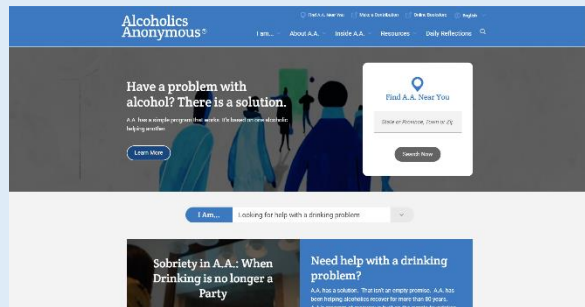 Find A.A. Near You Make a Contribution Online Bookstore English
Alcoholics
Anonymous®
I am... About A.A. Inside A.A. Resources Daily Reflections
Have a problem with
alcohol? There is a solution.
A.A. has a simple program that works. It's based on one alcoholic
helping another.
Learn More
Find A.A. Near You
State or Province, Town or Zip
Search Now
I Am... Looking for help with a drinking problem
Sobriety in A.A.: When
Drinking is no longer a
Party
Need help with a drinking
problem?
A.A. has a solution. That isn't an empty promise. A.A. has
been helping alcoholics recover for more than 80 years.